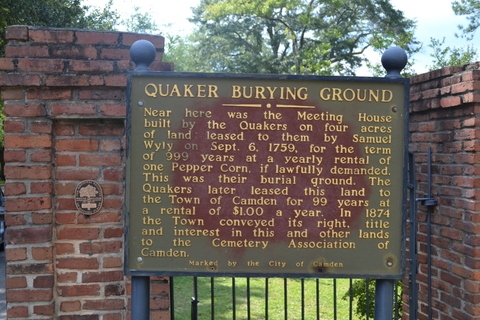 QUAKER BURYING GROUND
Near here was the Meeting House
built by the Quakers on four acres
of land leased to them by Samuel
Wyly on Sept. 6, 1759, for the term
of 999 years at a yearly rental of
one Pepper Corn, if lawfully demanded.
This was their burial ground. The
Quakers later leased this land to
the Town of Camden for 99 years at
a rental of $1.00 a year. In 1874
the Town conveyed its right, title
and interest in this and other lands
to the Cemetery Association of
Camden.
Marked by the City of Camden